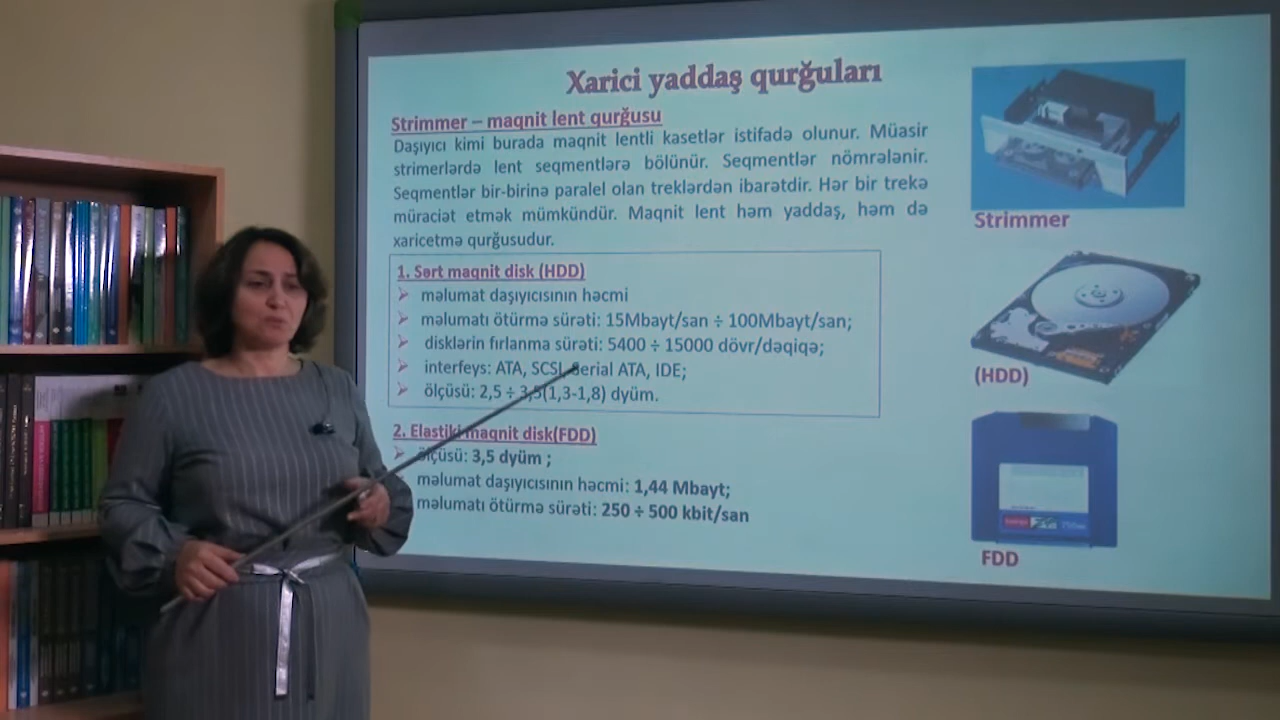 Xarici yaddaş qurğuları
Strimmer – maqnit lent qurğusu
Daşıyıcı kimi burada maqnit lentli kasetlər istifadə olunur. Müasir
strimerlərdə lent seqmentlərə bölünür. Seqmentlər nömrələnir.
Seqmentlər bir-birinə paralel olan treklərdən ibarətdir. Hər bir trekə
müraciət etmək mümkündür. Maqnit lent həm yaddaş, həm də
xaricetmə qurğusudur.
Strimmer
1. Sərt maqnit disk (HDD)
➢ məlumat daşıyıcısının həcmi
➢ məlumatı ötürmə sürəti: 15Mbayt/san ÷ 100Mbayt/san;
➢ disklərin fırlanma sürəti: 5400 ÷ 15000 dövr/dəqiqə;
➢ interfeys: ATA, SCSI, Serial ATA, IDE;
➢ ölçüsü: 2,5 ÷ 3,5(1,3-1,8) dyüm.
(HDD)
2. Elastiki maqnit disk(FDD)
➢ ölçüsü: 3,5 dyüm ;
məlumat daşıyıcısının həcmi: 1,44 Mbayt;
məlumatı ötürmə sürəti: 250 ÷ 500 kbit/san
FDD